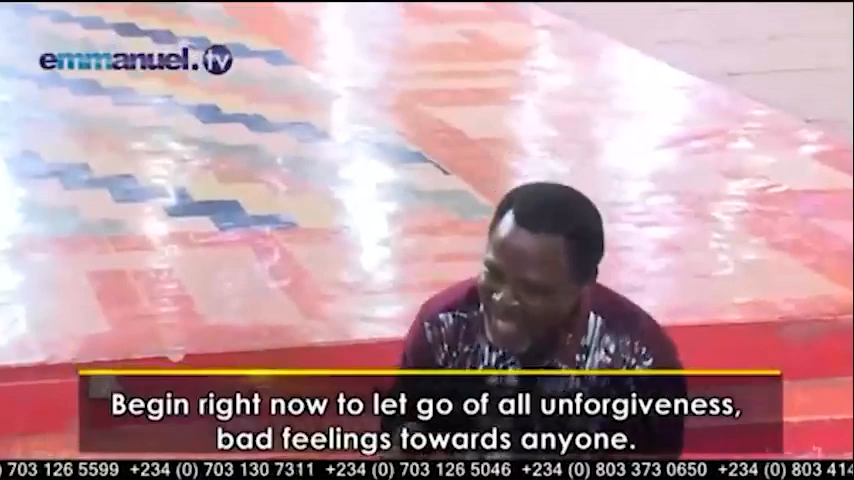 emmanuel.tv
Begin right now to let go of all unforgiveness,
bad feelings towards anyone.
) 703 126 5599 +234 (0) 703 130 7311 +234 (0) 703 126 5046 +234 (0) 803 373 0650 +234 (0) 803 414